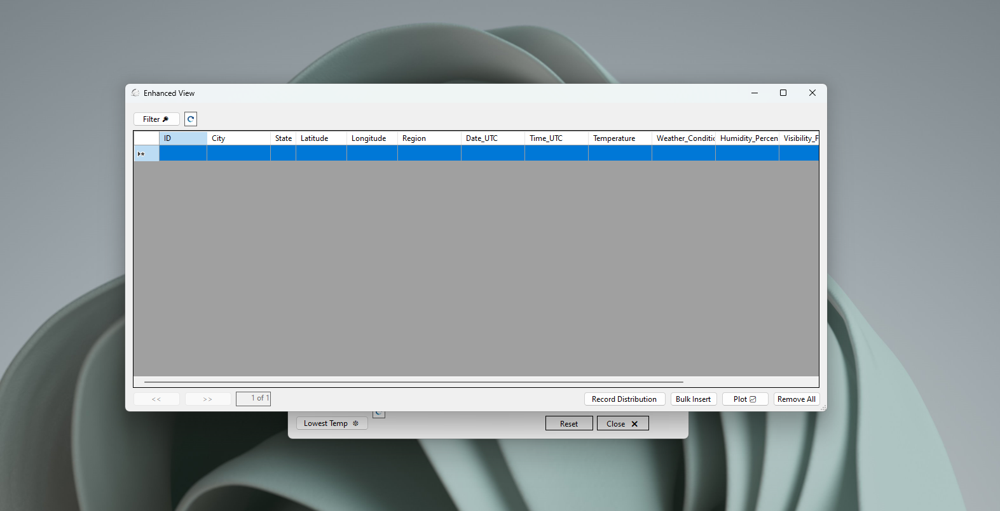 Enhanced View
Filter
ID City State Latitude Longitude Region Date_UTC Time_UTC Temperature Weather_Conditic Humidity_Percen Visibility_F
<< >> 1 of 1 Record Distribution Bulk Insert Plot Remove All
Lowest Temp Reset Close